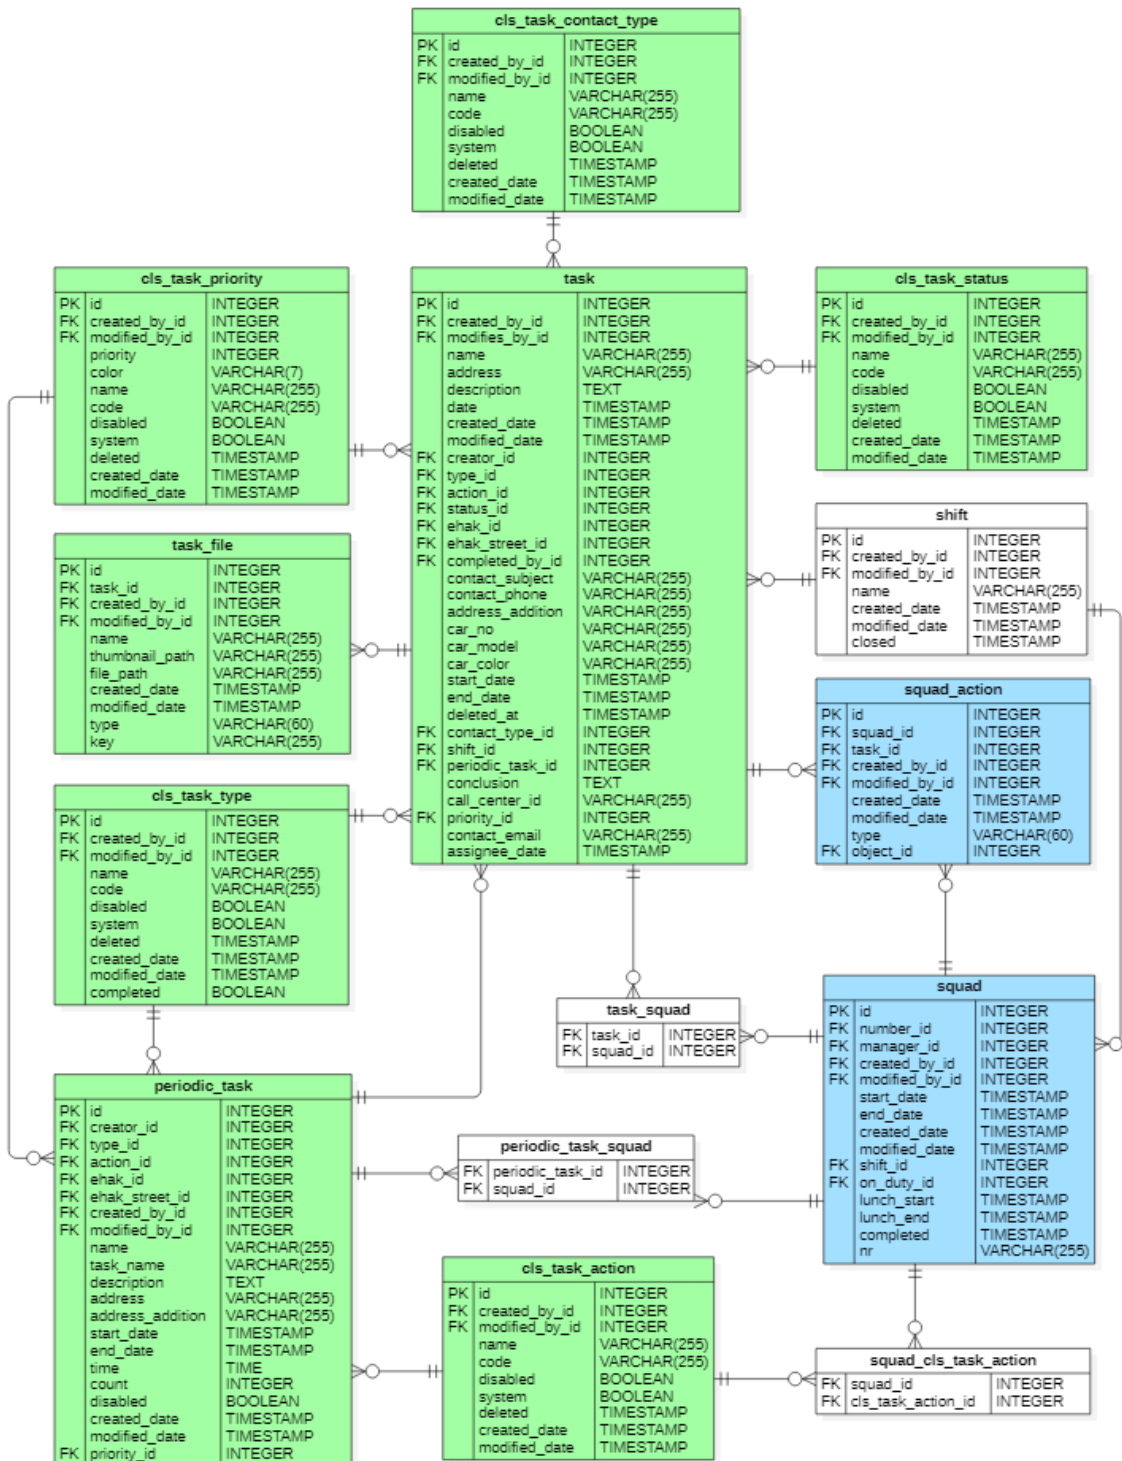 cls_task_contact_type
PK id INTEGER
FK created_by_id INTEGER
FK modified_by_id INTEGER
name VARCHAR(255)
code VARCHAR(255)
disabled BOOLEAN
system BOOLEAN
deleted TIMESTAMP
created_date TIMESTAMP
modified_date TIMESTAMP
cls_task_priority
PK id INTEGER
FK created_by_id INTEGER
FK modified_by_id INTEGER
priority INTEGER
color VARCHAR(7)
name VARCHAR(255)
code VARCHAR(255)
disabled BOOLEAN
system BOOLEAN
deleted TIMESTAMP
created_date TIMESTAMP
modified_date TIMESTAMP
task
PK id INTEGER
FK created_by_id INTEGER
FK modifies_by_id INTEGER
name VARCHAR(255)
address VARCHAR(255)
description TEXT
date TIMESTAMP
created_date TIMESTAMP
modified_date TIMESTAMP
FK creator_id INTEGER
FK type_id INTEGER
FK action_id INTEGER
FK status_id INTEGER
FK ehak_id INTEGER
FK ehak_street_id INTEGER
FK completed_by_id INTEGER
contact_subject VARCHAR(255)
contact_phone VARCHAR(255)
address_addition VARCHAR(255)
car_no VARCHAR(255)
car_model VARCHAR(255)
car_color VARCHAR(255)
start_date TIMESTAMP
end_date TIMESTAMP
deleted_at TIMESTAMP
FK contact_type_id INTEGER
FK shift_id INTEGER
FK periodic_task_id INTEGER
conclusion TEXT
call_center_id VARCHAR(255)
FK priority_id INTEGER
contact_email VARCHAR(255)
assignee_date TIMESTAMP
cls_task_status
PK id INTEGER
FK created_by_id INTEGER
FK modified_by_id INTEGER
name VARCHAR(255)
code VARCHAR(255)
disabled BOOLEAN
system BOOLEAN
deleted TIMESTAMP
created_date TIMESTAMP
modified_date TIMESTAMP
shift
PK id INTEGER
FK created_by_id INTEGER
FK modified_by_id INTEGER
name VARCHAR(255)
created_date TIMESTAMP
modified_date TIMESTAMP
closed TIMESTAMP
task_file
PK id INTEGER
FK task_id INTEGER
FK created_by_id INTEGER
FK modified_by_id INTEGER
name VARCHAR(255)
thumbnail_path VARCHAR(255)
file_path VARCHAR(255)
created_date TIMESTAMP
modified_date TIMESTAMP
type VARCHAR(60)
key VARCHAR(255)
squad_action
PK id INTEGER
FK squad_id INTEGER
FK task_id INTEGER
FK created_by_id INTEGER
FK modified_by_id INTEGER
created_date TIMESTAMP
modified_date TIMESTAMP
type VARCHAR(60)
FK object_id INTEGER
cls_task_type
PK id INTEGER
FK created_by_id INTEGER
FK modified_by_id INTEGER
name VARCHAR(255)
code VARCHAR(255)
disabled BOOLEAN
system BOOLEAN
deleted TIMESTAMP
created_date TIMESTAMP
modified_date TIMESTAMP
completed BOOLEAN
task_squad
FK task_id INTEGER
FK squad_id INTEGER
squad
PK id INTEGER
FK number_id INTEGER
FK manager_id INTEGER
FK created_by_id INTEGER
FK modified_by_id INTEGER
start_date TIMESTAMP
end_date TIMESTAMP
created_date TIMESTAMP
modified_date TIMESTAMP
FK shift_id INTEGER
FK on_duty_id INTEGER
lunch_start TIMESTAMP
lunch_end TIMESTAMP
completed TIMESTAMP
nr VARCHAR(255)
periodic_task
PK id INTEGER
FK creator_id INTEGER
FK type_id INTEGER
FK action_id INTEGER
FK ehak_id INTEGER
FK ehak_street_id INTEGER
FK created_by_id INTEGER
FK modified_by_id INTEGER
name VARCHAR(255)
task_name VARCHAR(255)
description TEXT
address VARCHAR(255)
address_addition VARCHAR(255)
start_date TIMESTAMP
end_date TIMESTAMP
time TIME
count INTEGER
disabled BOOLEAN
created_date TIMESTAMP
modified_date TIMESTAMP
FK priority_id INTEGER
periodic_task_squad
FK periodic_task_id INTEGER
FK squad_id INTEGER
cls_task_action
PK id INTEGER
FK created_by_id INTEGER
FK modified_by_id INTEGER
name VARCHAR(255)
code VARCHAR(255)
disabled BOOLEAN
system BOOLEAN
deleted TIMESTAMP
created_date TIMESTAMP
modified_date TIMESTAMP
squad_cls_task_action
FK squad_id INTEGER
FK cls_task_action_id INTEGER